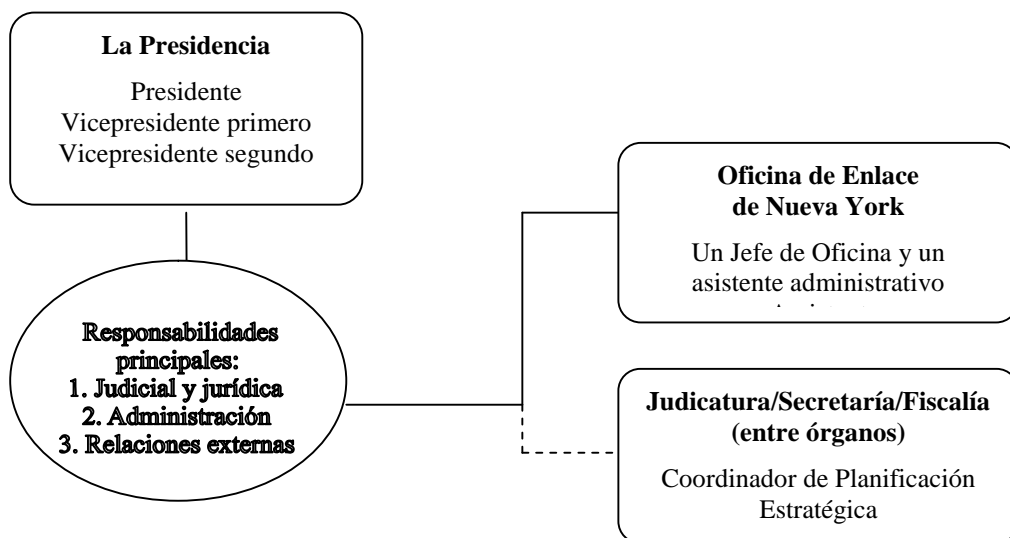 La Presidencia
Presidente
Vicepresidente primero
Vicepresidente segundo
Oficina de Enlace
de Nueva York
Un Jefe de Oficina y un
asistente administrativo
Responsabilidades
principales:
1. Judicial y jurídica
2. Administración
3. Relaciones externas
Judicatura/Secretaría/Fiscalía
(entre órganos)
Coordinador de Planificación
Estratégica